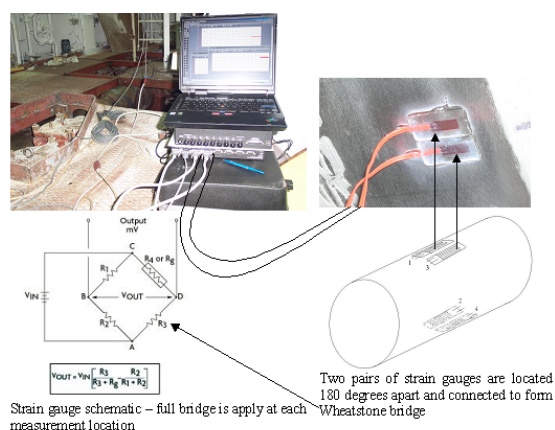 Output
mV
C
R1
R4 or Rg
VIN
B
VOUT
D
R2
R3
A
VOUT = VIN [ R3 / R3 + Rg - R2 / R1 + R2 ]
1
3
2
4
Strain gauge schematic – full bridge is apply at each
measurement location
Two pairs of strain gauges are located
180 degrees apart and connected to form
Wheatstone bridge